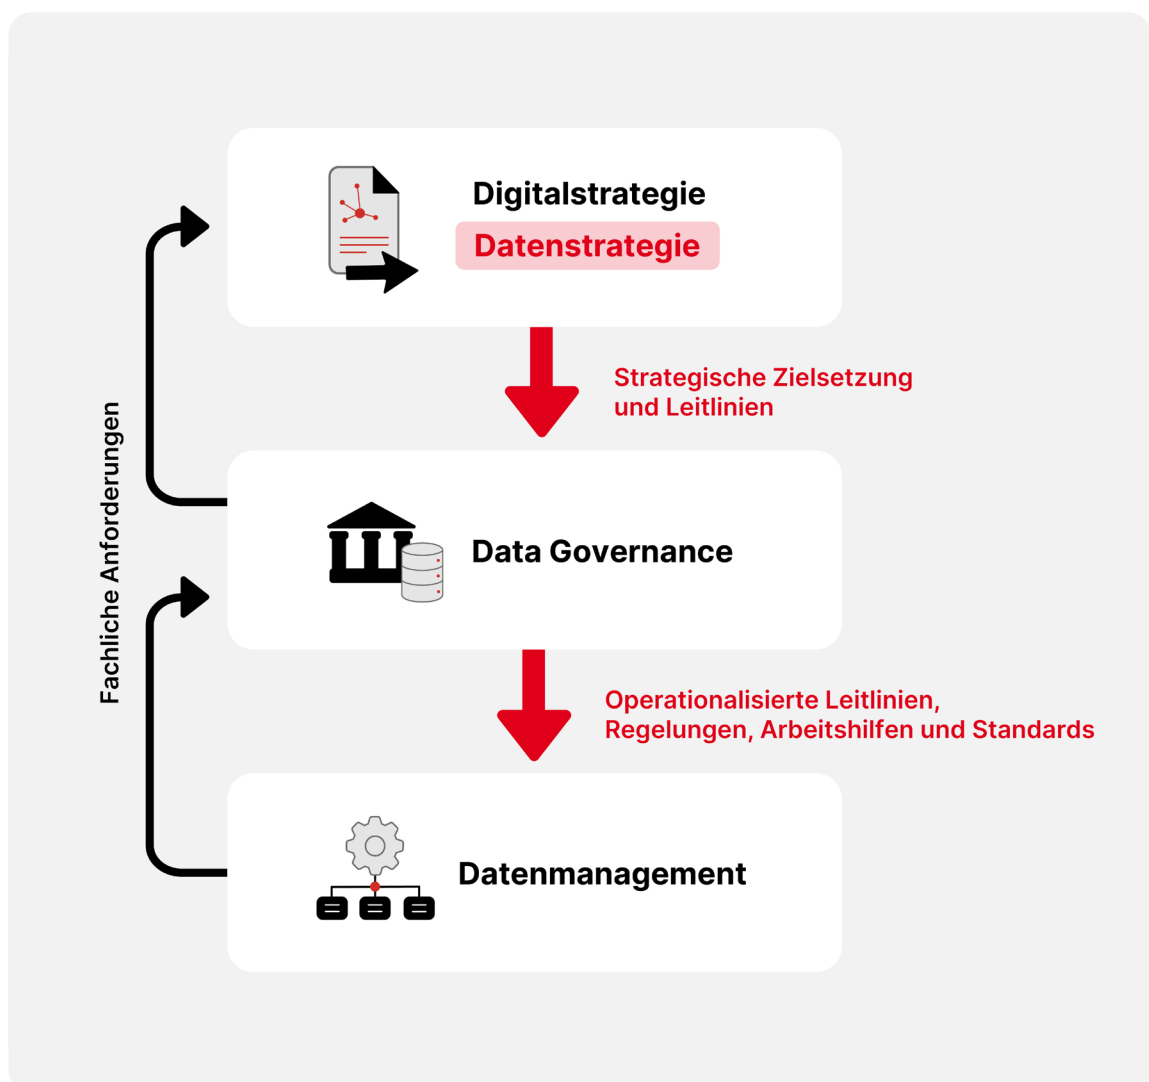 Digitalstrategie
Datenstrategie
Strategische Zielsetzung
und Leitlinien
Fachliche Anforderungen
Data Governance
Operationalisierte Leitlinien,
Regelungen, Arbeitshilfen und Standards
Datenmanagement